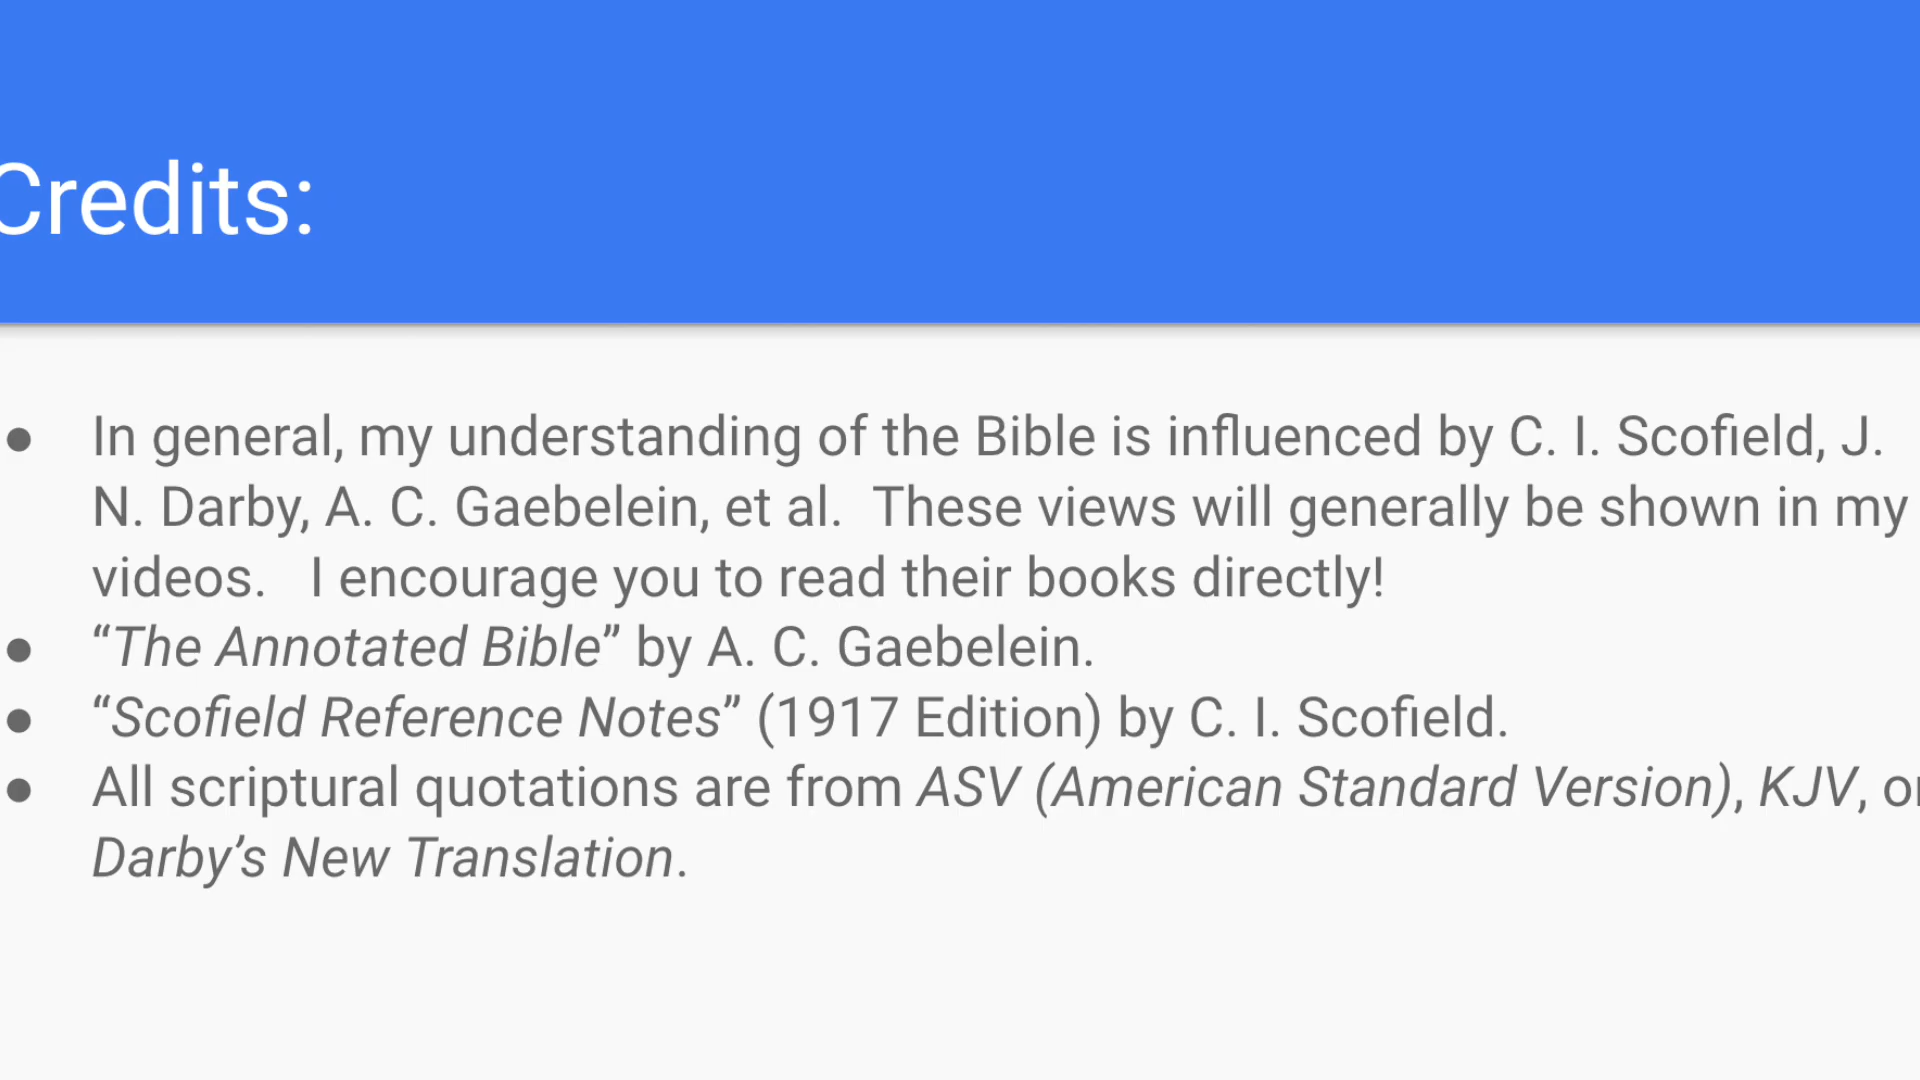 Credits:
● In general, my understanding of the Bible is influenced by C. I. Scofield, J.
N. Darby, A. C. Gaebelein, et al.  These views will generally be shown in my
videos.   I encourage you to read their books directly!
● “The Annotated Bible” by A. C. Gaebelein.
● “Scofield Reference Notes” (1917 Edition) by C. I. Scofield.
● All scriptural quotations are from ASV (American Standard Version), KJV, or
Darby’s New Translation.